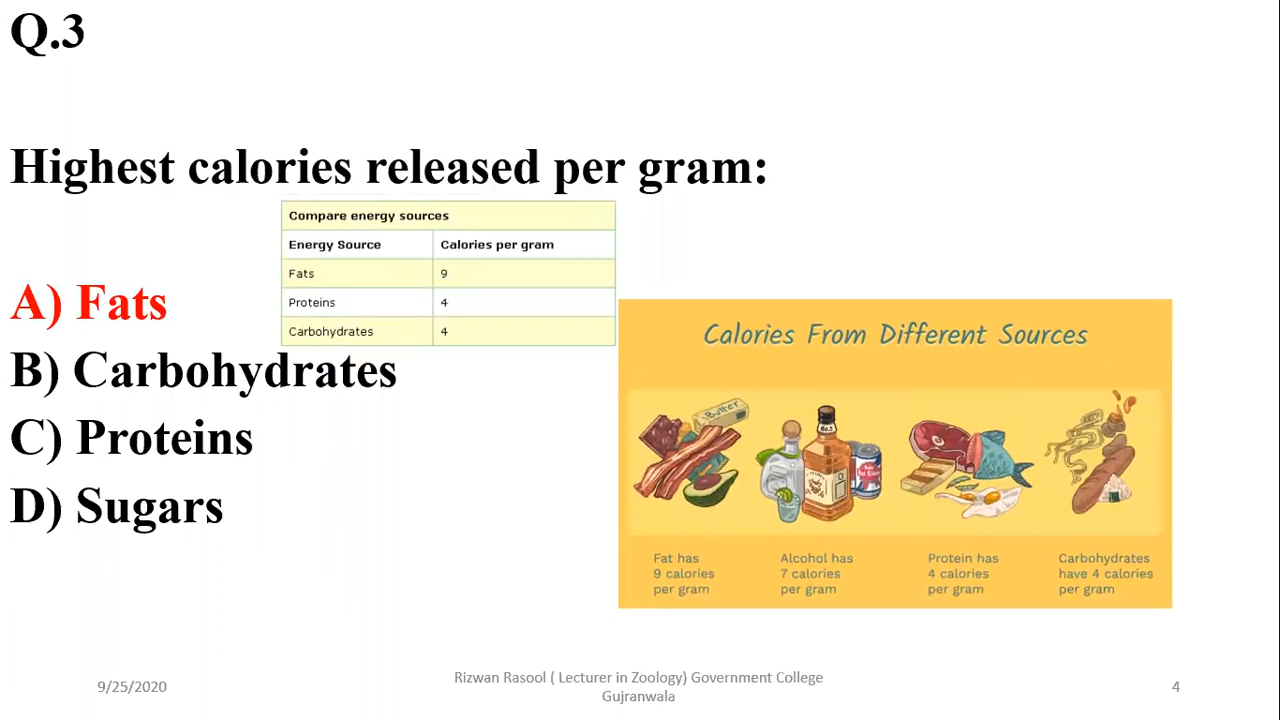 Q.3
Highest calories released per gram:
Compare energy sources
Energy Source Calories per gram
Fats 9
Proteins 4
Carbohydrates 4
A) Fats
B) Carbohydrates
C) Proteins
D) Sugars
Calories From Different Sources
Butter
No.3
Fat has
9 calories
per gram
Alcohol has
7 calories
per gram
Protein has
4 calories
per gram
Carbohydrates
have 4 calories
per gram
9/25/2020
Rizwan Rasool ( Lecturer in Zoology) Government College
Gujranwala
4